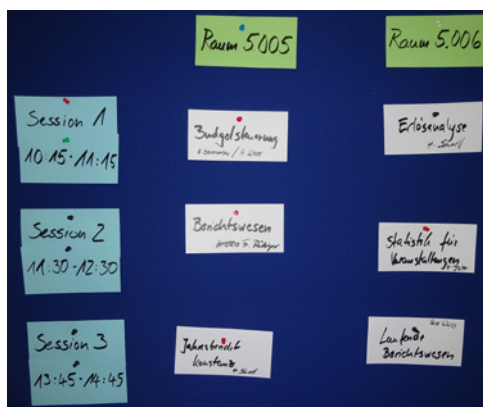 Raum 5005
Raum 5.006
Session 1
10:15-11:15
Budgetsteuerung
Erlösanalyse
Session 2
11:30-12:30
Berichtswesen
Statistik für
Veranstaltungen
Session 3
13:45-14:45
Jahresbericht
Konstanz
Laufende
Berichtswesen